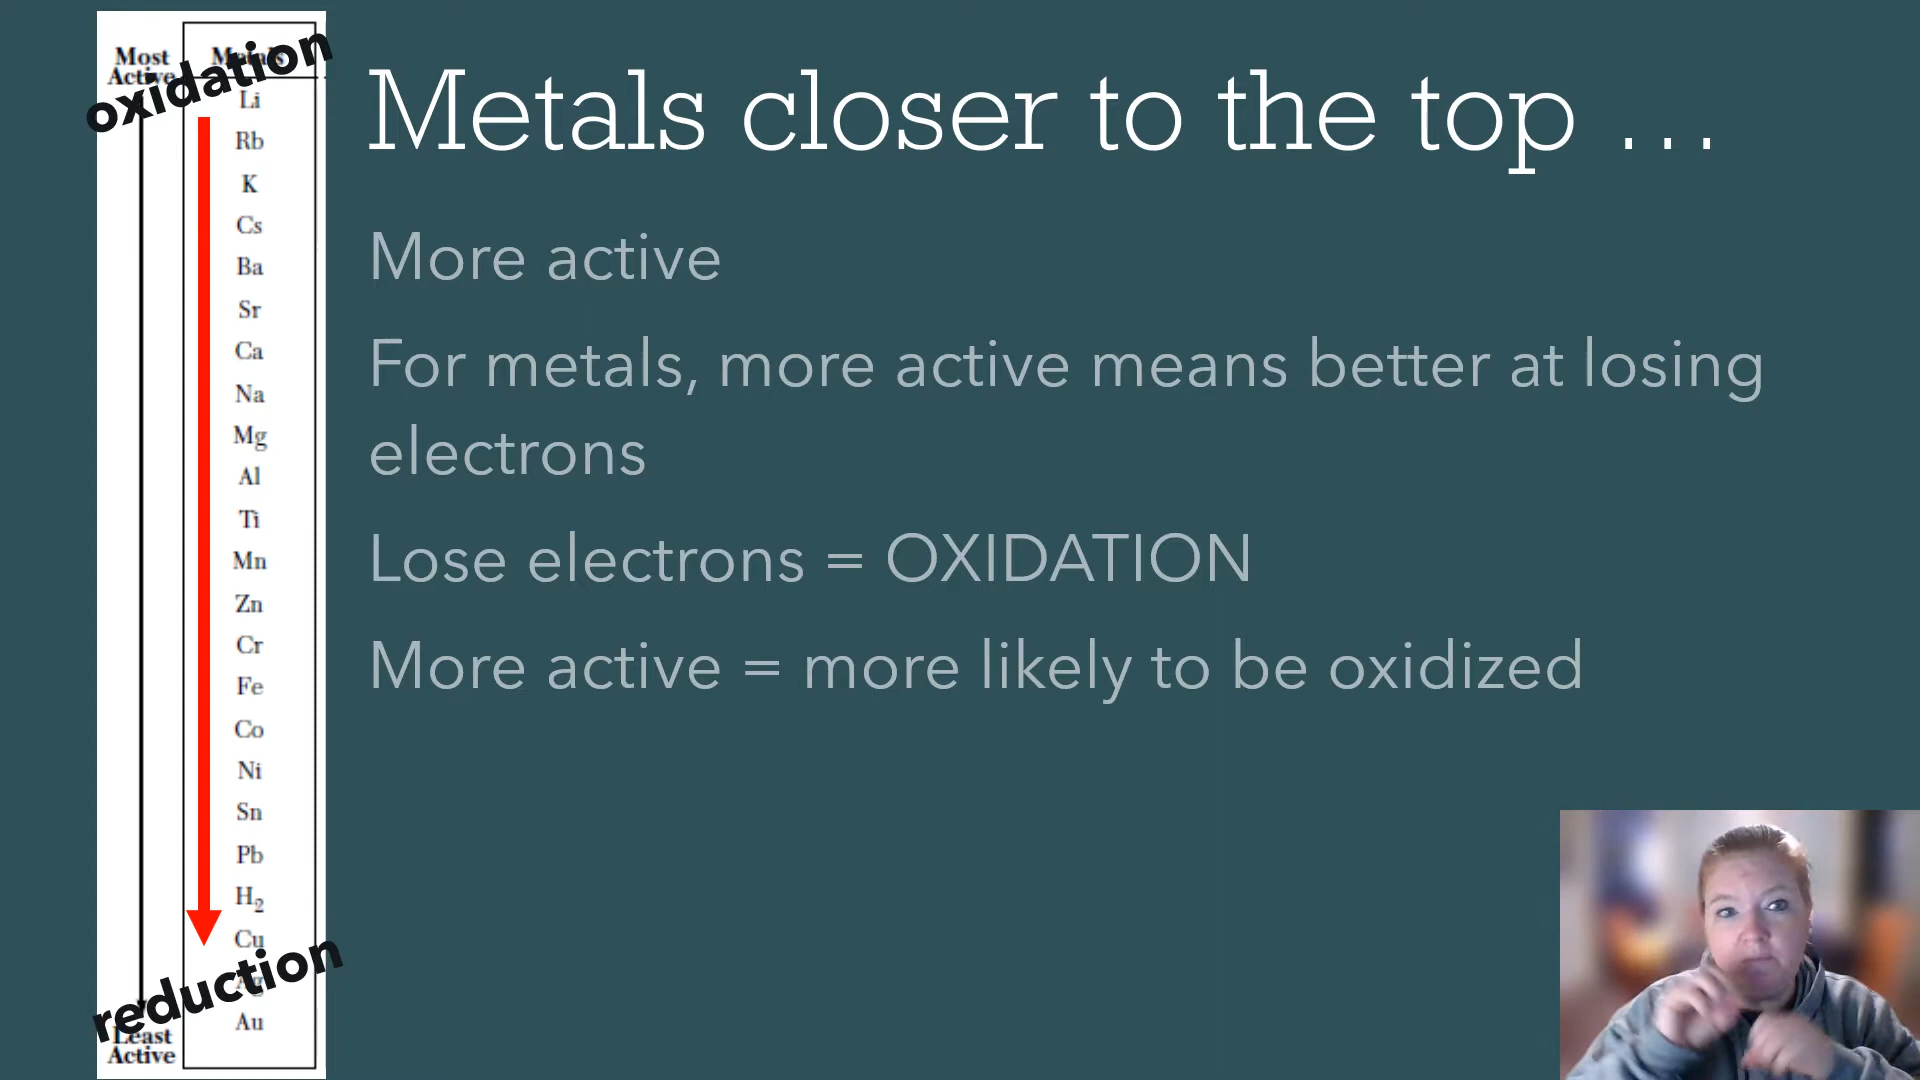 Most
Active
Metals
oxidation
Li
Rb
K
Cs
Ba
Sr
Ca
Na
Mg
Al
Ti
Mn
Zn
Cr
Fe
Co
Ni
Sn
Pb
H₂
Cu
Ag
Au
reduction
Least
Active
Metals closer to the top ...
More active
For metals, more active means better at losing
electrons
Lose electrons = OXIDATION
More active = more likely to be oxidized